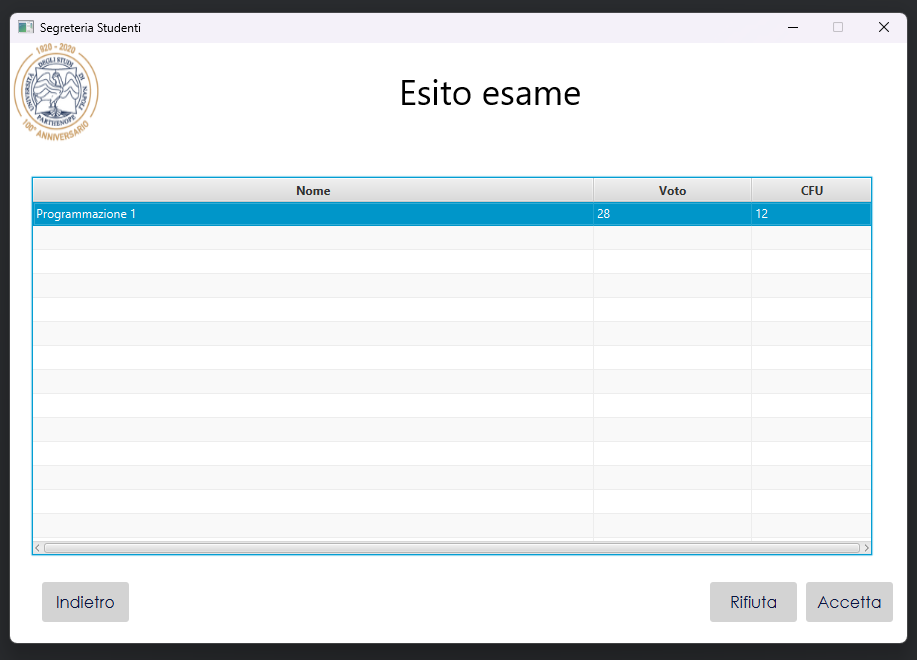 Segreteria Studenti
1920 - 2020
UNIVERSITÀ DEGLI STUDI DI NAPOLI
PARTHENOPE
100° ANNIVERSARIO
Esito esame
Nome Voto CFU
Programmazione 1 28 12
Indietro Rifiuta Accetta